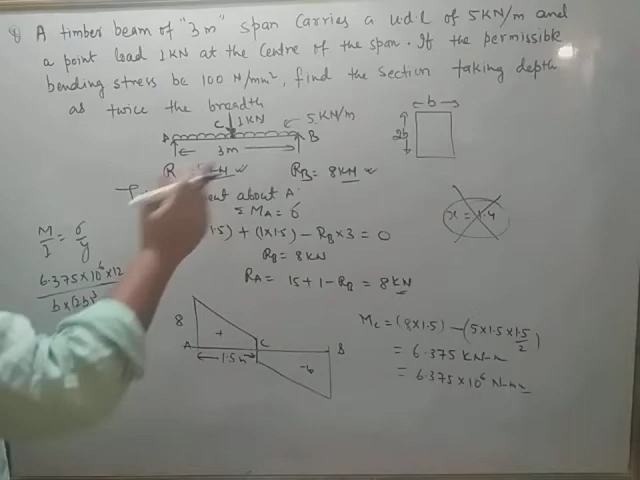 Q A timber beam of "3m" span carries a u.d.l of 5KN/m and
a point load 1KN at the centre of the span. If the permissible
bending stress be 100 N/mm², find the section taking depth
as twice the breadth
C 1KN 5KN/m
A B
3m
b
2b
R RB = 8KN
about A
ΣMA = 0
1.5) + (1x1.5) - RB x 3 = 0
RB = 8KN
RA = 15+1-RB = 8KN
M/I = σ/y
6.375x10⁶x12
b x (2b)³
x = 1.4
8 + A C B
1.5m
Mc = (8x1.5) - (5x1.5x1.5/2)
= 6.375 KN-m
= 6.375x10⁶ N-mm